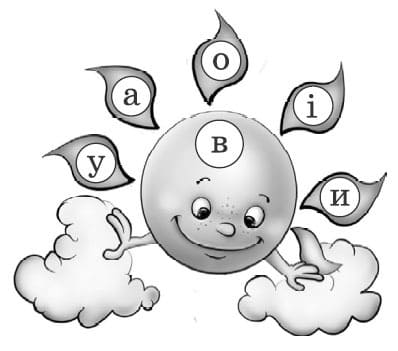 о
а
і
в
у
и